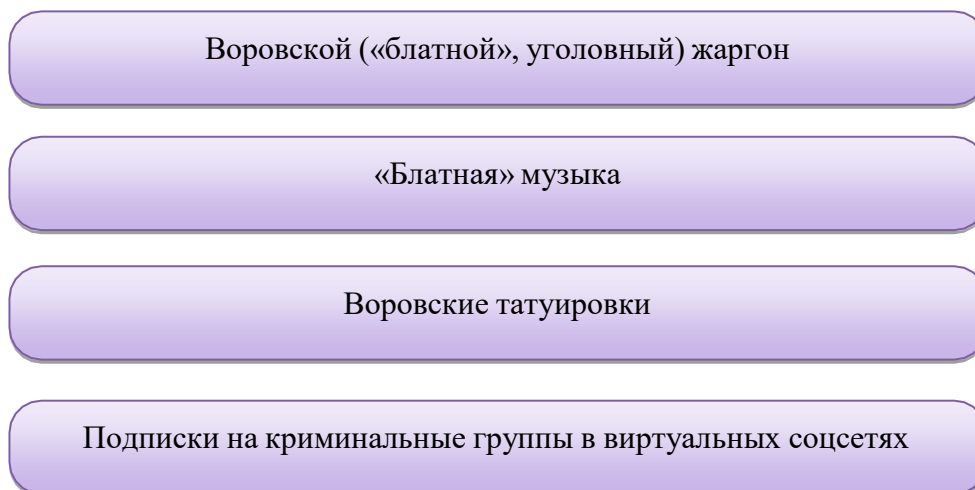 Воровской («блатной», уголовный) жаргон
«Блатная» музыка
Воровские татуировки
Подписки на криминальные группы в виртуальных соцсетях